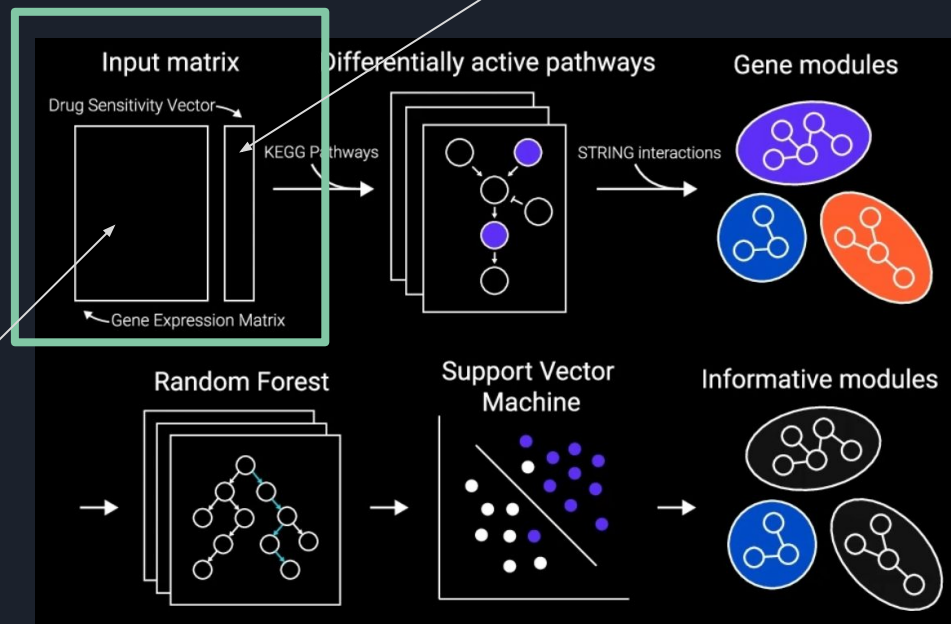 Input matrix
Differentially active pathways
Gene modules
Drug Sensitivity Vector
KEGG Pathways
STRING interactions
Gene Expression Matrix
Random Forest
Support Vector
Machine
Informative modules